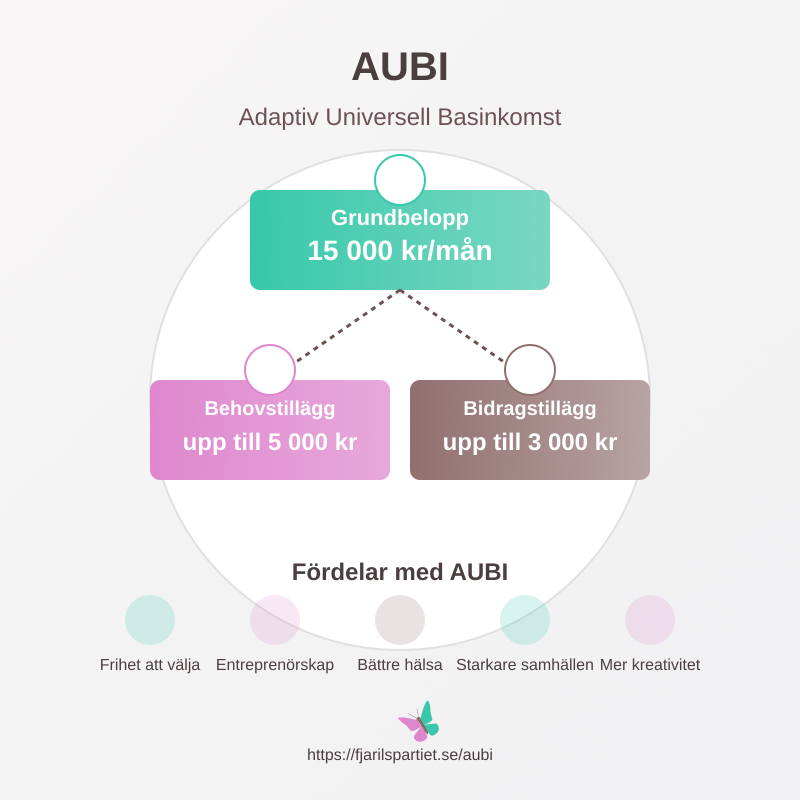 AUBI
Adaptiv Universell Basinkomst
Grundbelopp
15 000 kr/mån
Behovstillägg
upp till 5 000 kr
Bidragstillägg
upp till 3 000 kr
Fördelar med AUBI
Frihet att välja
Entreprenörskap
Bättre hälsa
Starkare samhällen
Mer kreativitet
https://fjarilspartiet.se/aubi